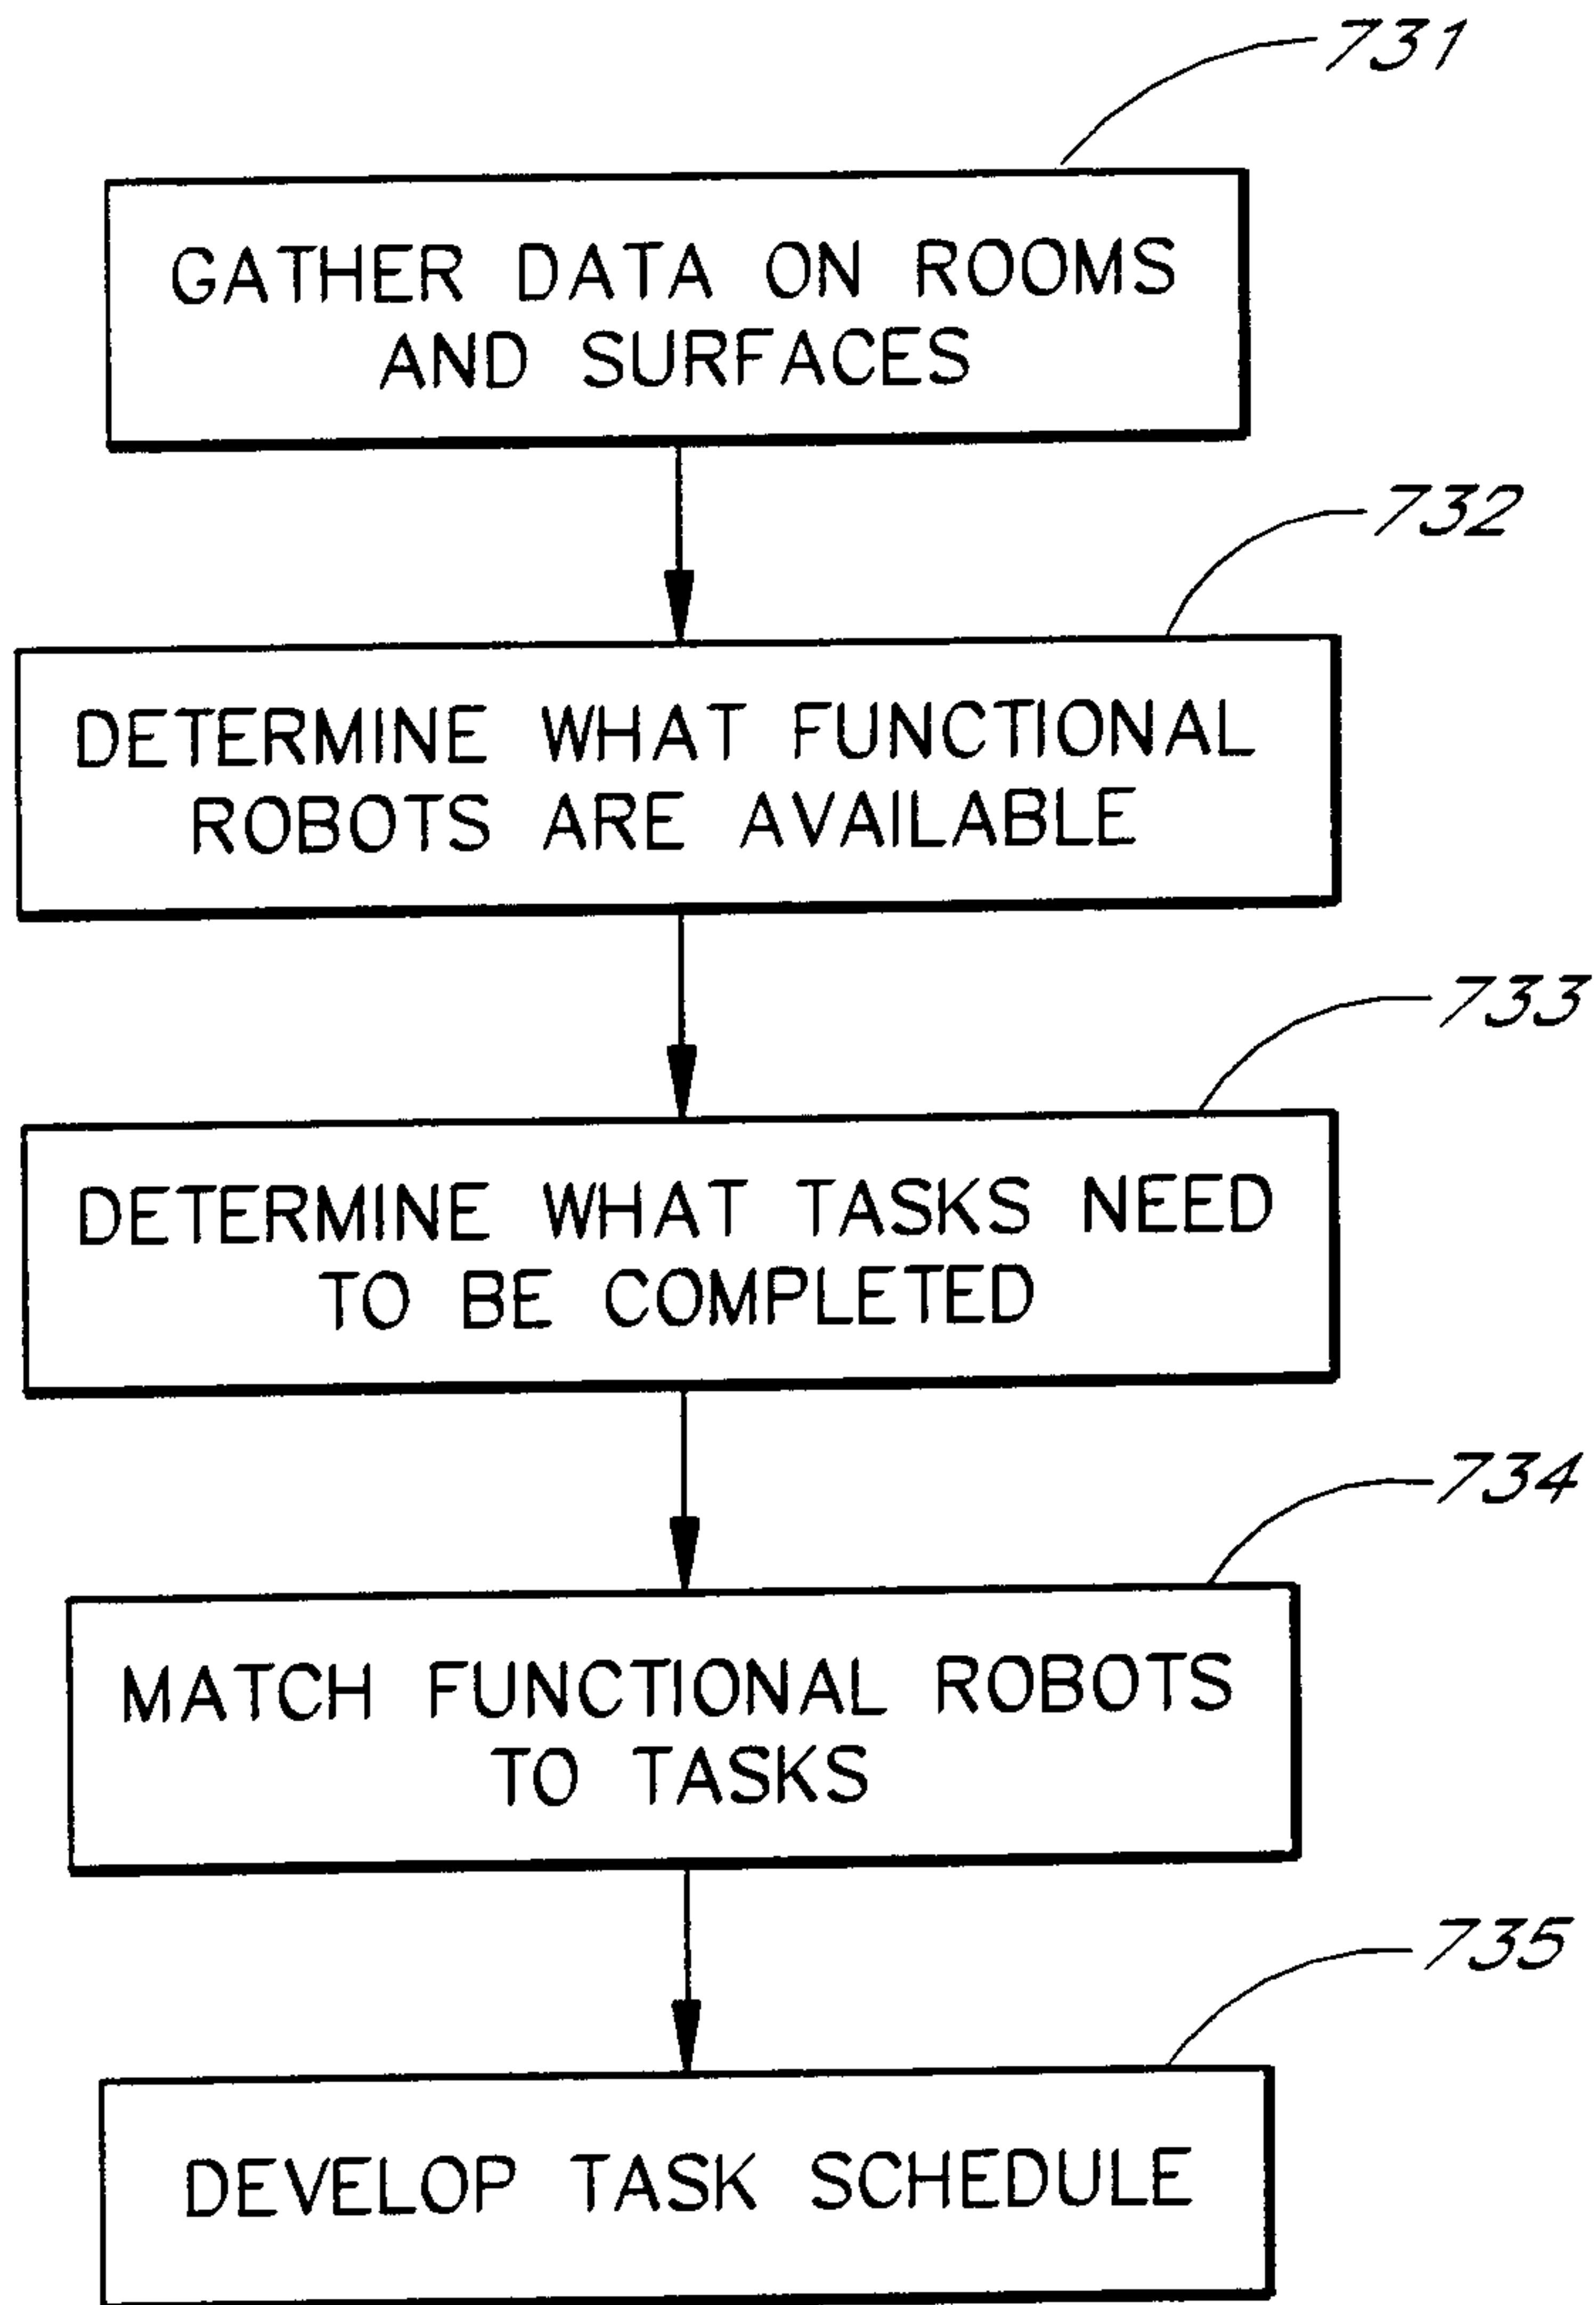 731
GATHER DATA ON ROOMS
AND SURFACES
732
DETERMINE WHAT FUNCTIONAL
ROBOTS ARE AVAILABLE
733
DETERMINE WHAT TASKS NEED
TO BE COMPLETED
734
MATCH FUNCTIONAL ROBOTS
TO TASKS
735
DEVELOP TASK SCHEDULE